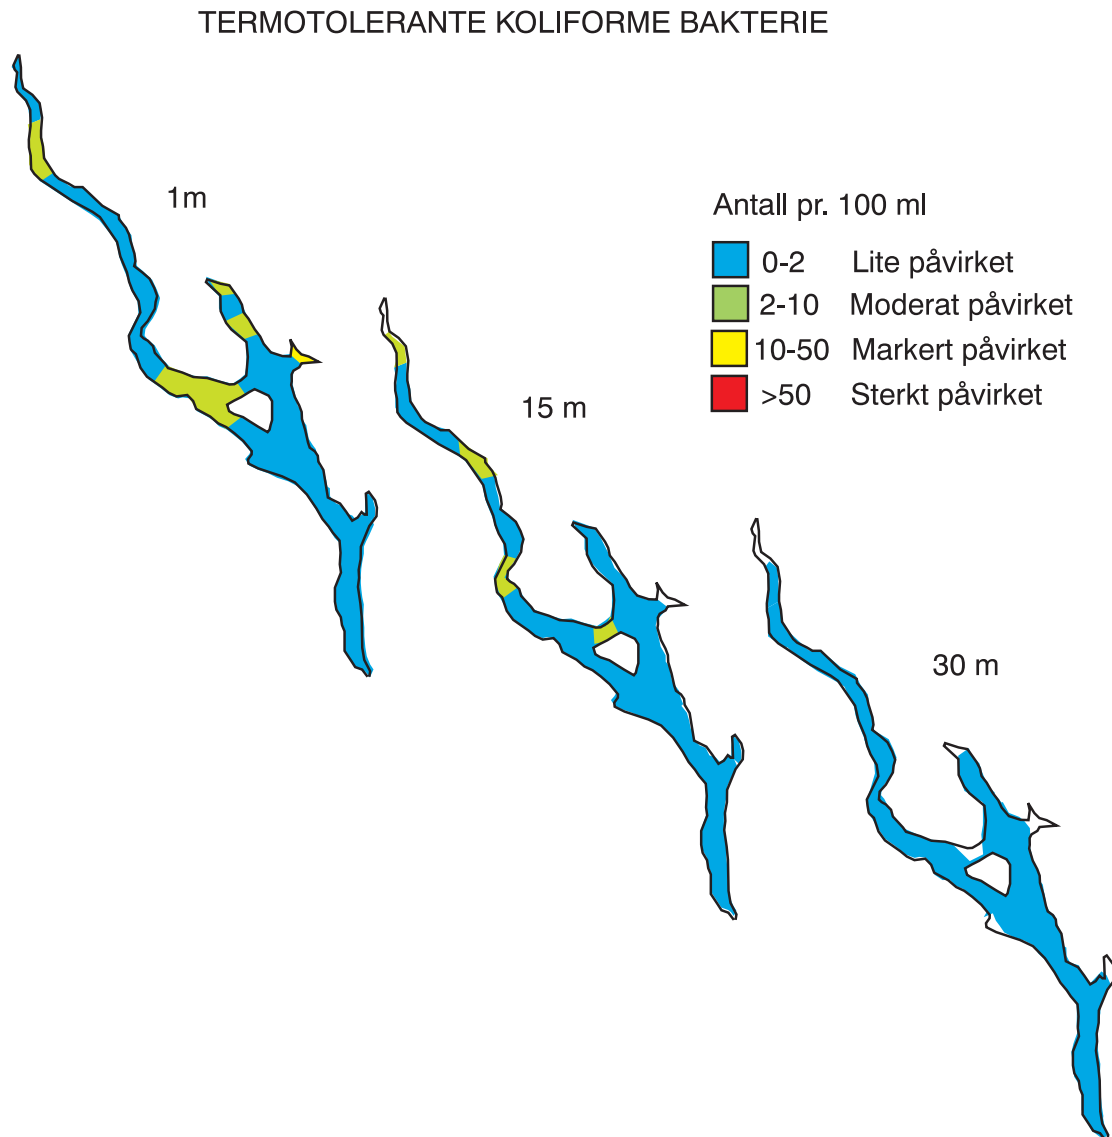 TERMOTOLERANTE KOLIFORME BAKTERIE
1m
Antall pr. 100 ml
0-2 Lite påvirket
2-10 Moderat påvirket
10-50 Markert påvirket
>50 Sterkt påvirket
15 m
30 m